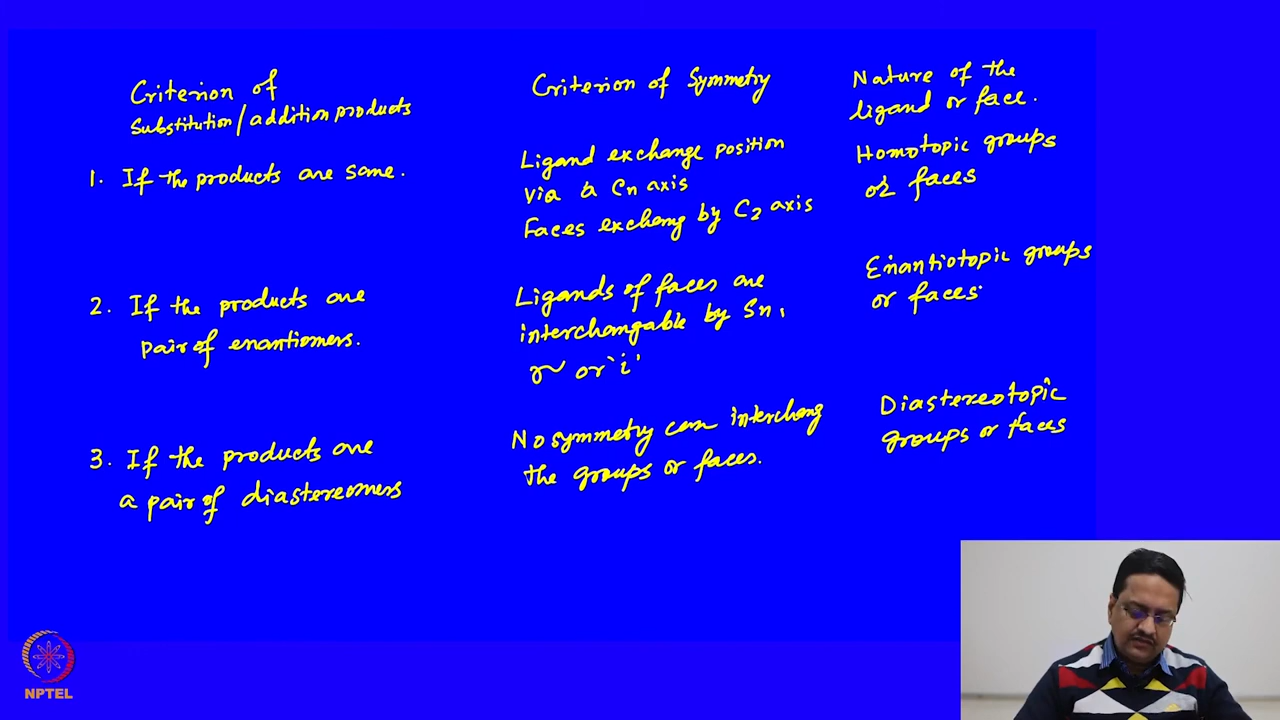 Criterion of
Substitution/addition products
1. If the products are same.
2. If the products are
pair of enantiomers.
3. If the products are
a pair of diastereomers
Criterion of Symmetry
Ligand exchange position
via a Cn axis
Faces exchang by C2 axis
Ligands of faces are
interchangable by Sn,
or 'i'
No symmetry can interchang
the groups or faces.
Nature of the
ligand or face.
Homotopic groups
or faces
Enantiotopic groups
or faces
Diastereotopic
groups or faces
NPTEL